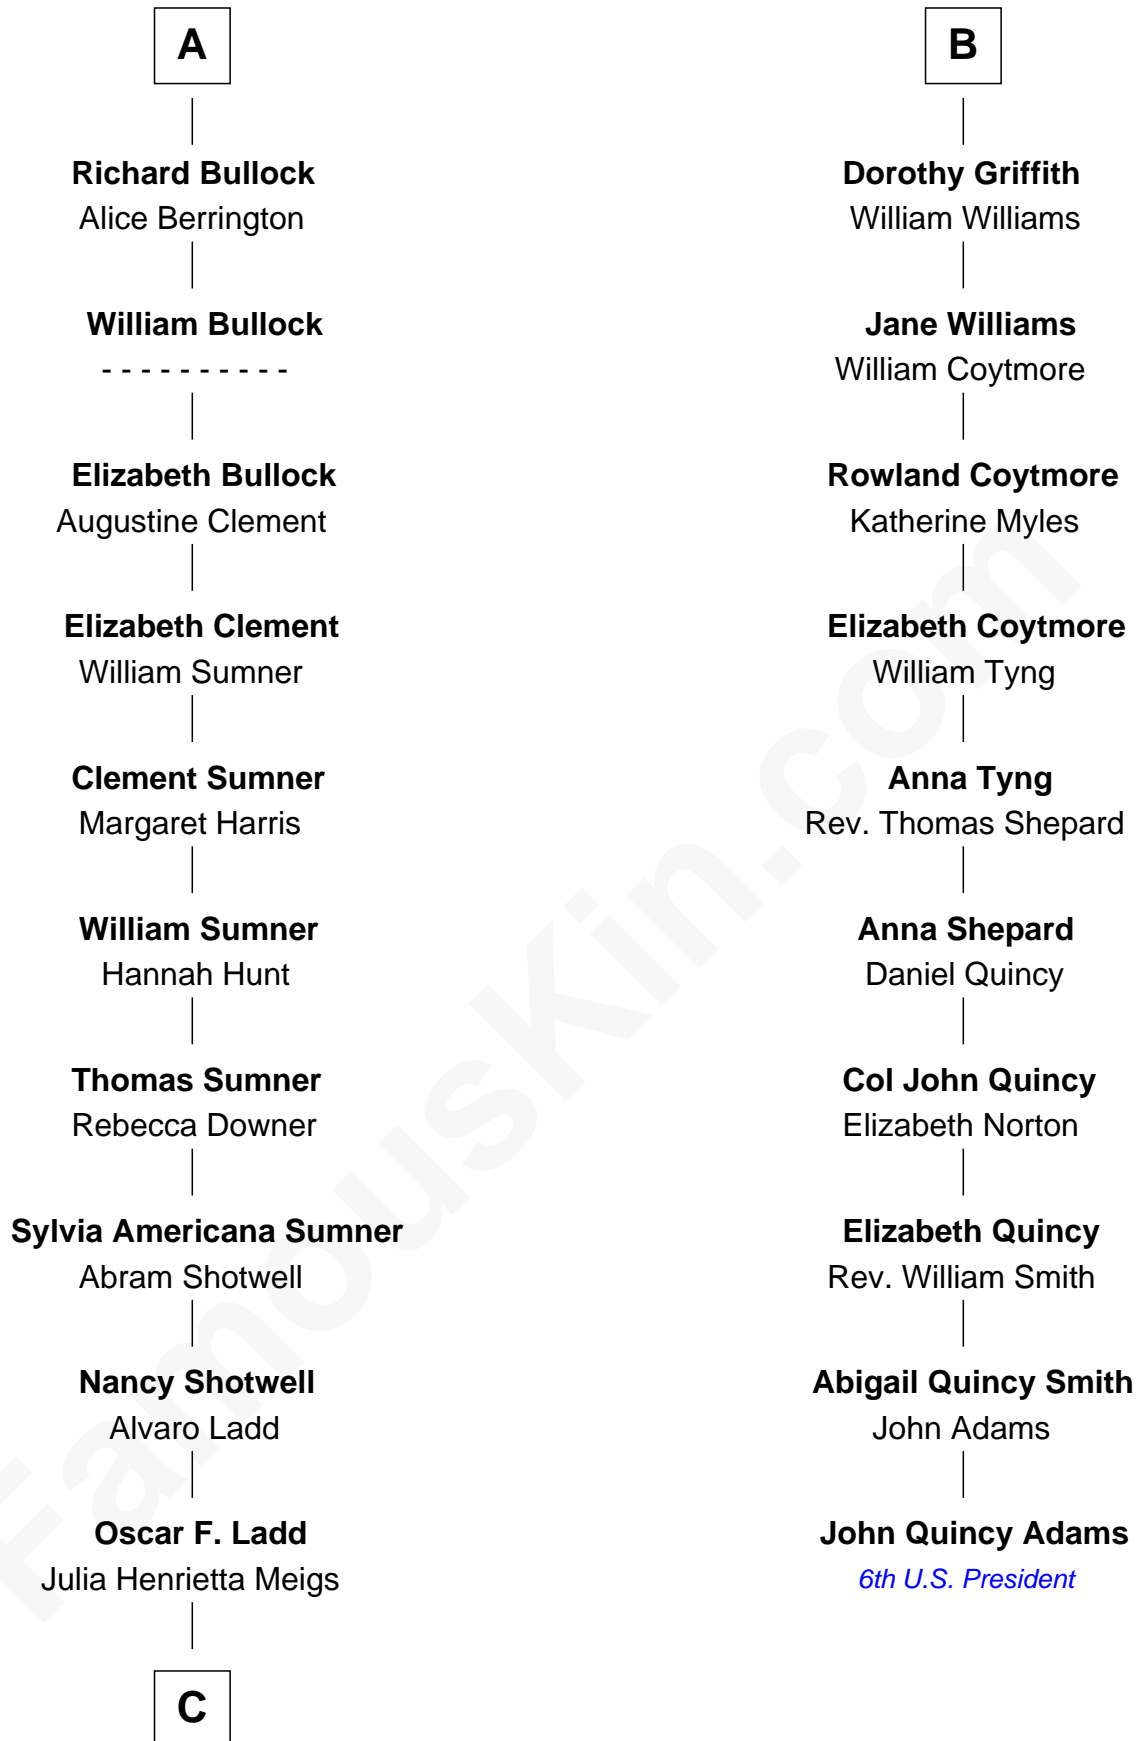 A
Richard Bullock
Alice Berrington
William Bullock
- - - - - - - - - -
Elizabeth Bullock
Augustine Clement
Elizabeth Clement
William Sumner
Clement Sumner
Margaret Harris
William Sumner
Hannah Hunt
Thomas Sumner
Rebecca Downer
Sylvia Americana Sumner
Abram Shotwell
Nancy Shotwell
Alvaro Ladd
Oscar F. Ladd
Julia Henrietta Meigs
C
B
Dorothy Griffith
William Williams
Jane Williams
William Coytmore
Rowland Coytmore
Katherine Myles
Elizabeth Coytmore
William Tyng
Anna Tyng
Rev. Thomas Shepard
Anna Shepard
Daniel Quincy
Col John Quincy
Elizabeth Norton
Elizabeth Quincy
Rev. William Smith
Abigail Quincy Smith
John Adams
John Quincy Adams
6th U.S. President
FamousKin.com